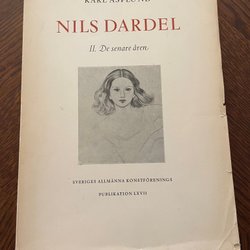 KARL ASPLUND
NILS DARDEL
II. De senare åren
SVERIGES ALLMÄNNA KONSTFÖRENINGS
PUBLIKATION LXVII